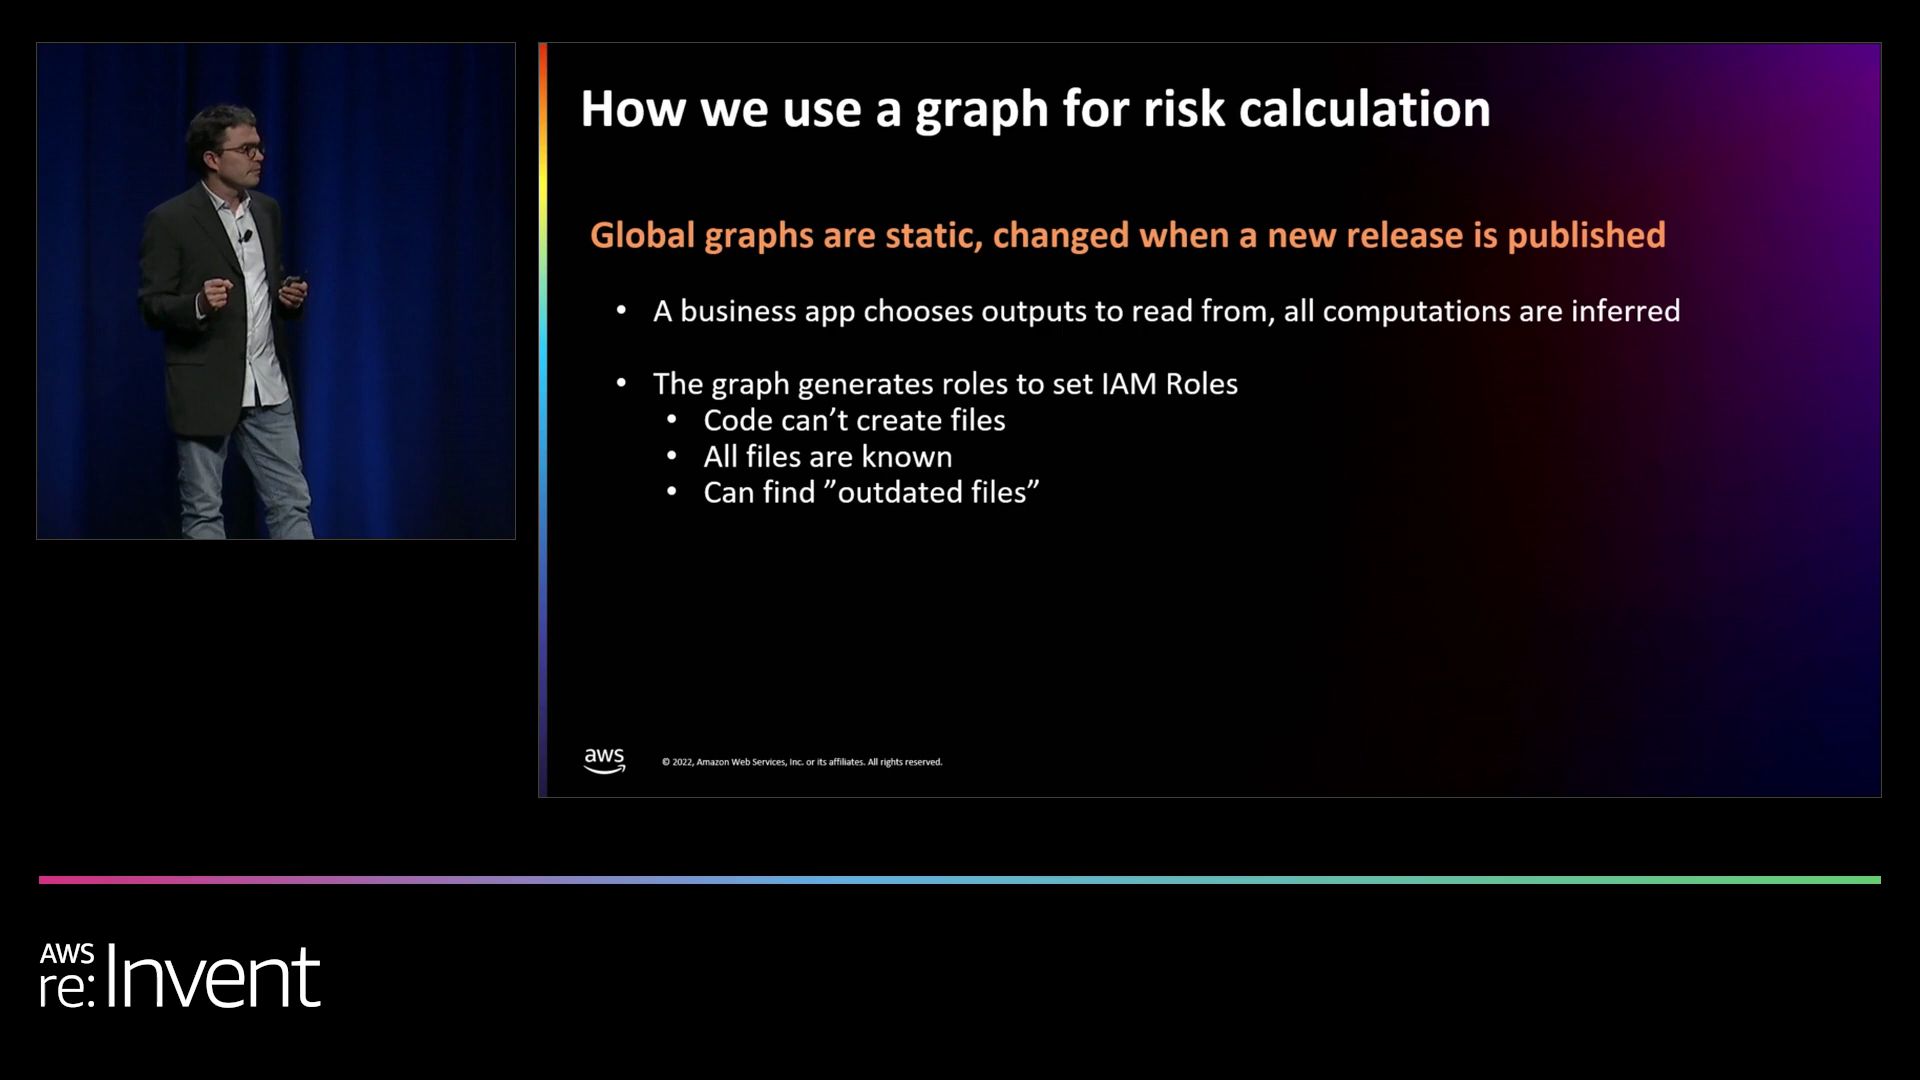 How we use a graph for risk calculation
Global graphs are static, changed when a new release is published
• A business app chooses outputs to read from, all computations are inferred
• The graph generates roles to set IAM Roles
• Code can’t create files
• All files are known
• Can find ”outdated files”
aws
© 2022, Amazon Web Services, Inc. or its affiliates. All rights reserved.
AWS
re:Invent